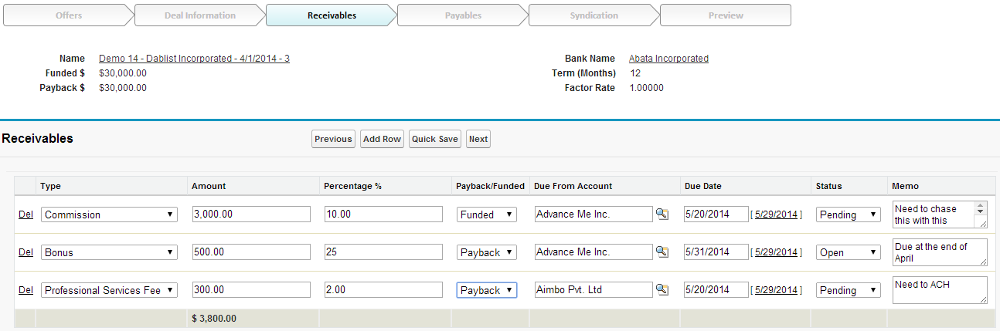 Offers Deal Information Receivables Payables Syndication Preview
Name Demo 14 - Dablist Incorporated - 4/1/2014 - 3 Bank Name Abata Incorporated
Funded $ $30,000.00 Term (Months) 12
Payback $ $30,000.00 Factor Rate 1.00000
Receivables Previous Add Row Quick Save Next
Type Amount Percentage % Payback/Funded Due From Account Due Date Status Memo
Del Commission 3,000.00 10.00 Funded Advance Me Inc. 5/20/2014 [ 5/29/2014 ] Pending Need to chase
this with this
Del Bonus 500.00 25 Payback Advance Me Inc. 5/31/2014 [ 5/29/2014 ] Open Due at the end of
April
Del Professional Services Fee 300.00 2.00 Payback Aimbo Pvt. Ltd 5/20/2014 [ 5/29/2014 ] Pending Need to ACH
$ 3,800.00